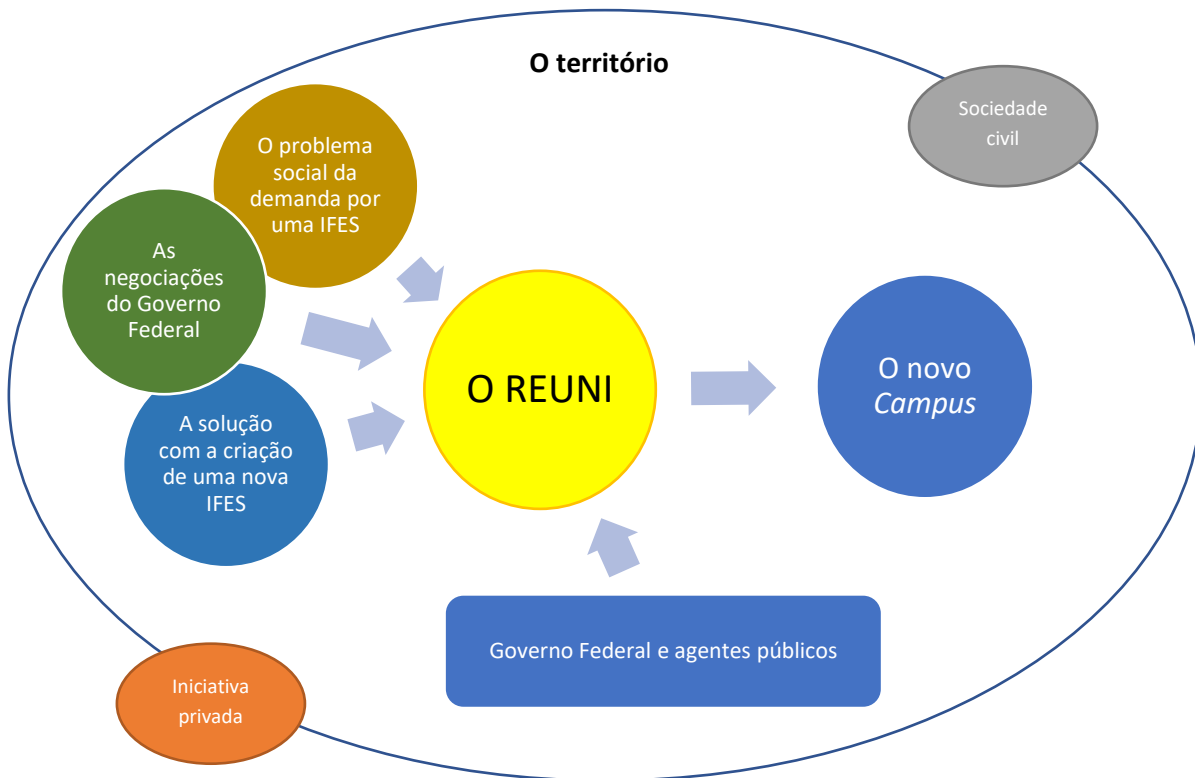 O território
Sociedade
civil
O problema
social da
demanda por
uma IFES
As
negociações
do Governo
Federal
A solução
com a criação
de uma nova
IFES
O REUNI
O novo
Campus
Governo Federal e agentes públicos
Iniciativa
privada